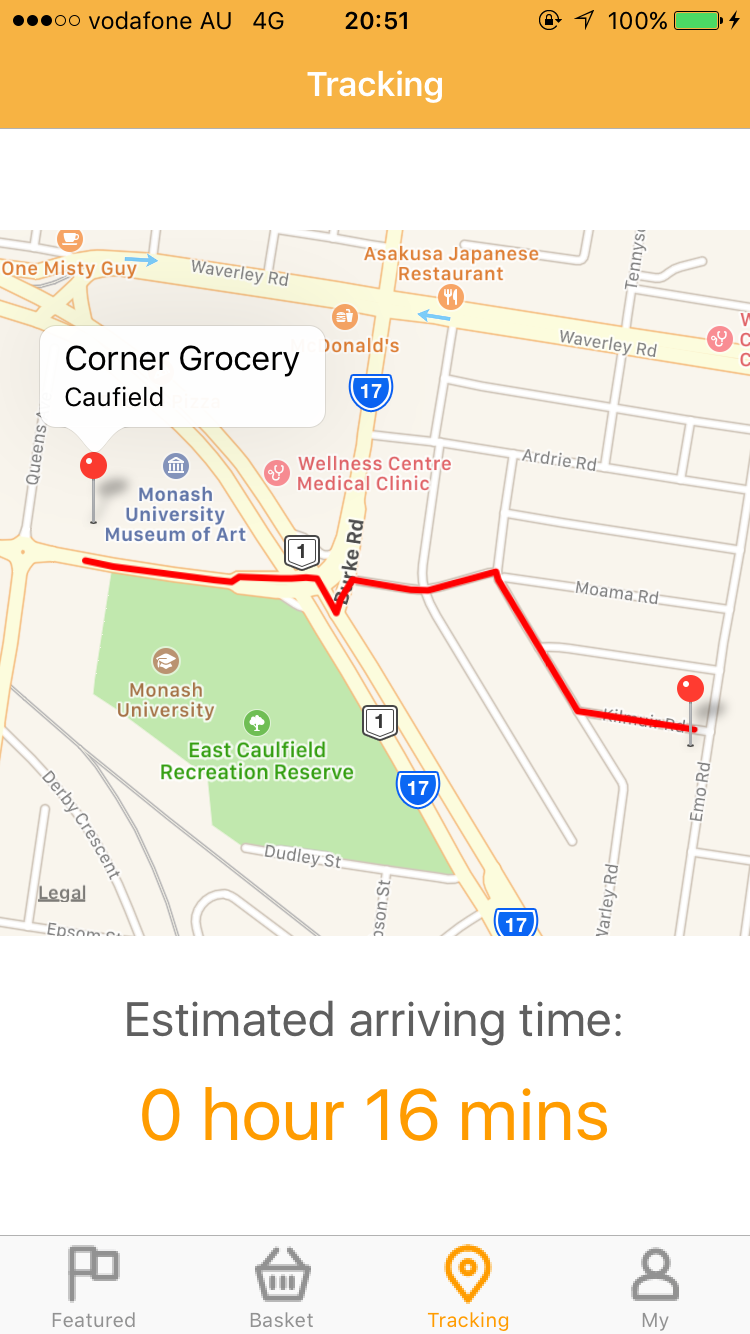 vodafone AU 4G 20:51 100%
Tracking
One Misty Guy
Waverley Rd
Asakusa Japanese
Restaurant
McDonald's
Waverley Rd
17
Corner Grocery
Caufield
Ardrie Rd
Wellness Centre
Medical Clinic
Monash
University
Museum of Art
1
Burke Rd
Moama Rd
Monash
University
Kilmuir Rd
1
East Caulfield
Recreation Reserve
17
Emo Rd
Derby Crescent
Dudley St
Legal
17
Estimated arriving time:
0 hour 16 mins
Featured
Basket
Tracking
My